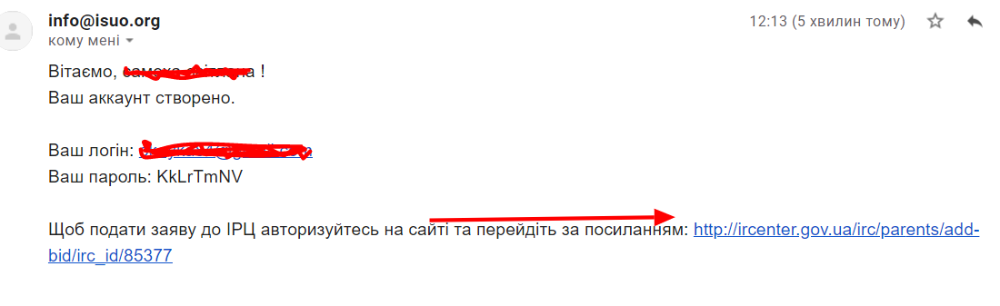 info@isuo.org
12:13 (5 хвилин тому)
кому мені
Вітаємо, !
Ваш аккаунт створено.
Ваш логін:
Ваш пароль: KkLrTmNV
Щоб подати заяву до ІРЦ авторизуйтесь на сайті та перейдіть за посиланням: http://ircenter.gov.ua/irc/parents/add-
bid/irc_id/85377